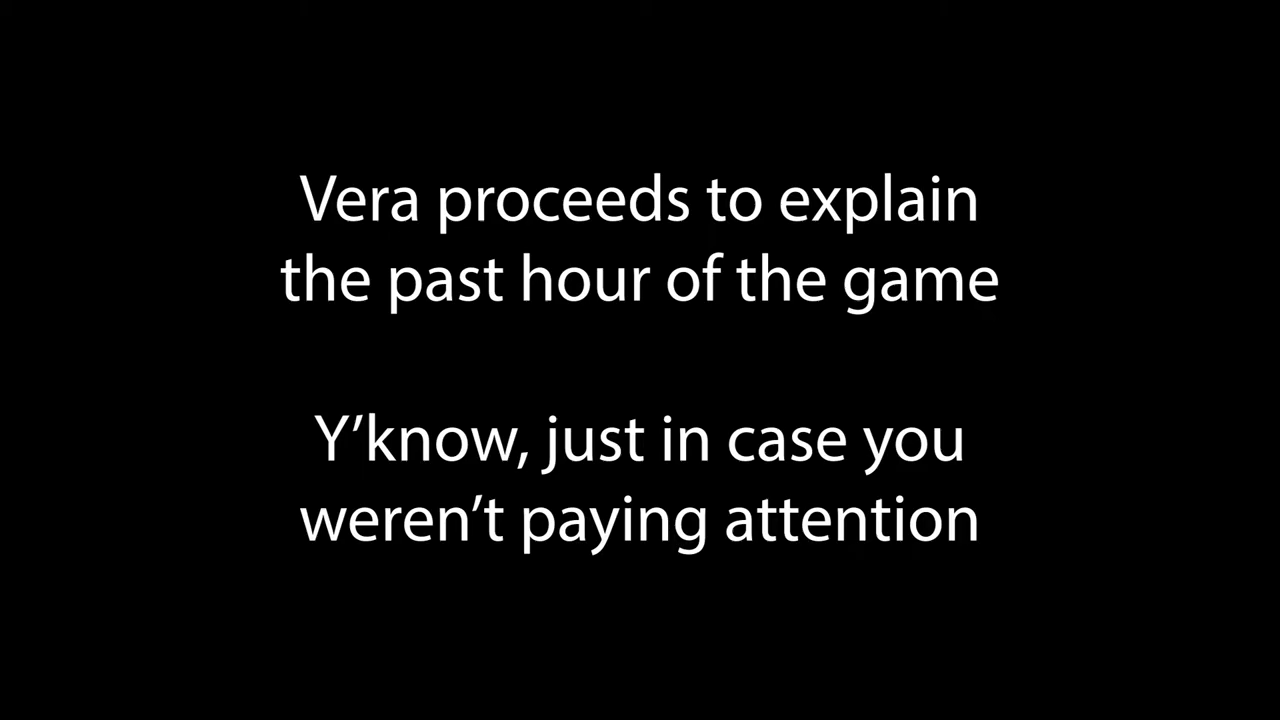 Vera proceeds to explain
the past hour of the game
Y’know, just in case you
weren’t paying attention